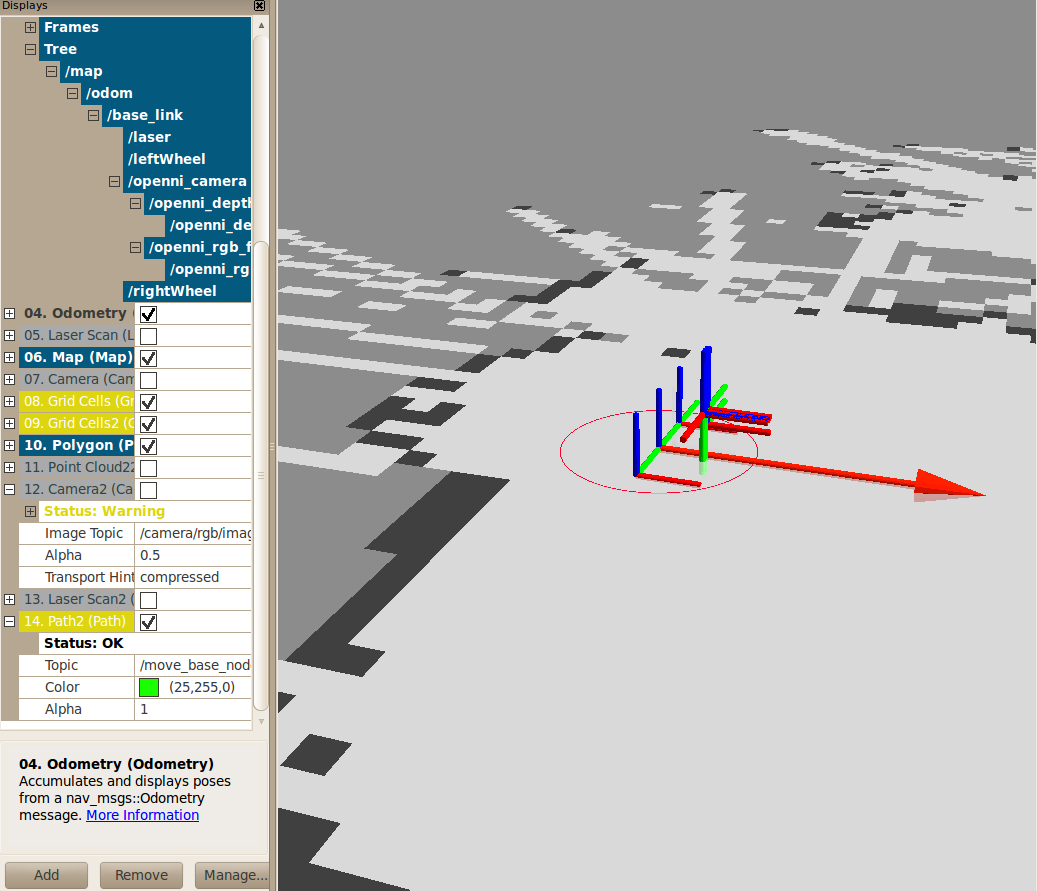 Displays
Frames
Tree
/map
/odom
/base_link
/laser
/leftWheel
/openni_camera
/openni_depth
/openni_de
/openni_rgb_f
/openni_rg
/rightWheel
04. Odometry (
05. Laser Scan (L
06. Map (Map)
07. Camera (Cam
08. Grid Cells (Gr
09. Grid Cells2 (G
10. Polygon (P
11. Point Cloud22
12. Camera2 (Ca
Status: Warning
Image Topic /camera/rgb/imag
Alpha 0.5
Transport Hint compressed
13. Laser Scan2 (
14. Path2 (Path)
Status: OK
Topic /move_base_nod
Color (25,255,0)
Alpha 1
04. Odometry (Odometry)
Accumulates and displays poses
from a nav_msgs::Odometry
message. More Information
Add Remove Manage...